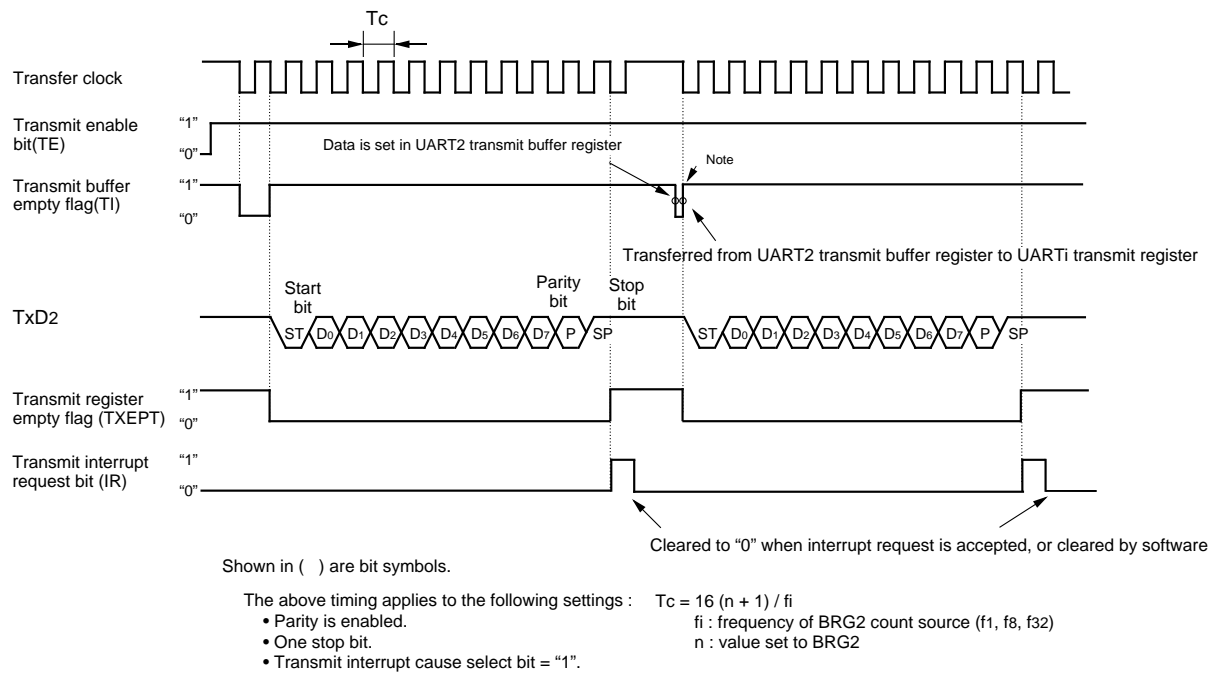 Tc
Transfer clock
Transmit enable
bit(TE)
“1”
“0”
Data is set in UART2 transmit buffer register
Note
Transmit buffer
empty flag(TI)
“1”
“0”
Transferred from UART2 transmit buffer register to UARTi transmit register
Start
bit
Parity
bit
Stop
bit
TxD2
ST D0 D1 D2 D3 D4 D5 D6 D7 P SP
ST D0 D1 D2 D3 D4 D5 D6 D7 P SP
Transmit register
empty flag (TXEPT)
“1”
“0”
Transmit interrupt
request bit (IR)
“1”
“0”
Cleared to “0” when interrupt request is accepted, or cleared by software
Shown in ( ) are bit symbols.
The above timing applies to the following settings :
• Parity is enabled.
• One stop bit.
• Transmit interrupt cause select bit = “1”.
Tc = 16 (n + 1) / fi
fi : frequency of BRG2 count source (f1, f8, f32)
n : value set to BRG2